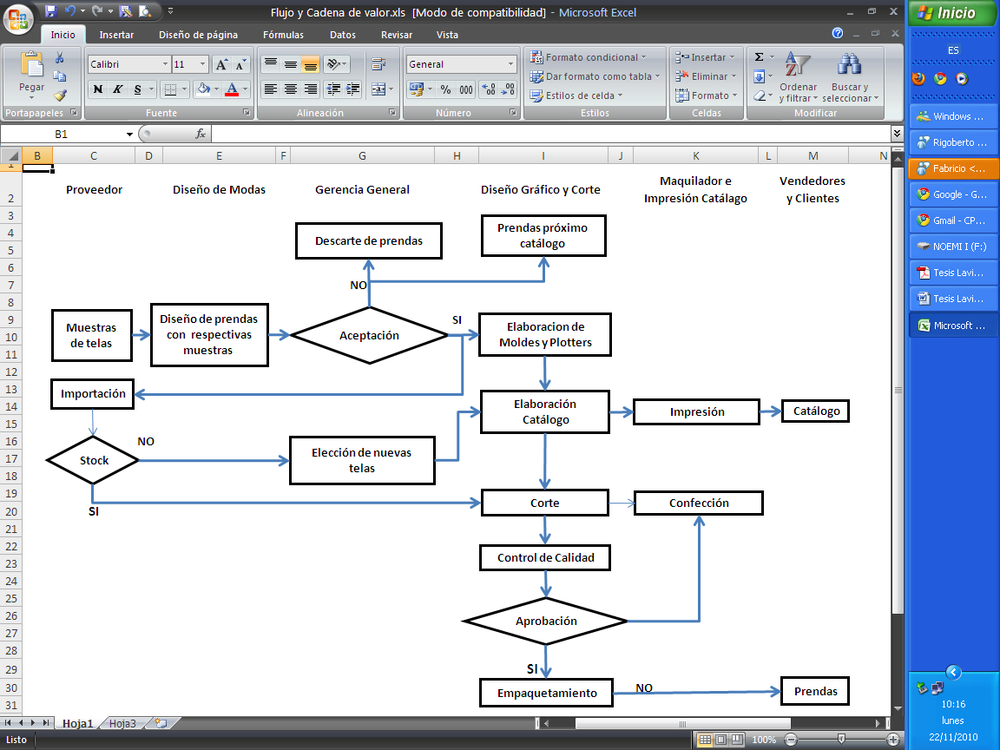 Flujo y Cadena de valor.xls [Modo de compatibilidad] - Microsoft Excel
Inicio Insertar Diseño de página Fórmulas Datos Revisar Vista
Pegar
Portapapeles
Calibri 11
N K S
Fuente
Alineación
General
% 000
Número
Formato condicional
Dar formato como tabla
Estilos de celda
Estilos
Insertar
Eliminar
Formato
Celdas
Ordenar
y filtrar
Buscar y
seleccionar
Modificar
B1
fx
B C D E F G H I J K L M N
1
2
3
4
5
6
7
8
9
10
11
12
13
14
15
16
17
18
19
20
21
22
23
24
25
26
27
28
29
30
31
Proveedor
Diseño de Modas
Gerencia General
Diseño Gráfico y Corte
Maquilador e
Impresión Catálago
Vendedores
y Clientes
Descarte de prendas
Prendas próximo
catálogo
NO
Muestras
de telas
Diseño de prendas
con respectivas
muestras
Aceptación
SI
Elaboracion de
Moldes y Plotters
Importación
Elaboración
Catálogo
Impresión
Catálogo
Stock
NO
Elección de nuevas
telas
SI
Corte
Confección
Control de Calidad
Aprobación
SI
Empaquetamiento
NO
Prendas
Hoja1 Hoja3
Listo
100%
Inicio
ES
Windows ...
Rigoberto ...
Fabricio <...
Google - G...
Gmail - CP...
NOEMI I (F:)
Tesis Lavi...
Tesis Lavi...
Microsoft ...
10:16
lunes
22/11/2010